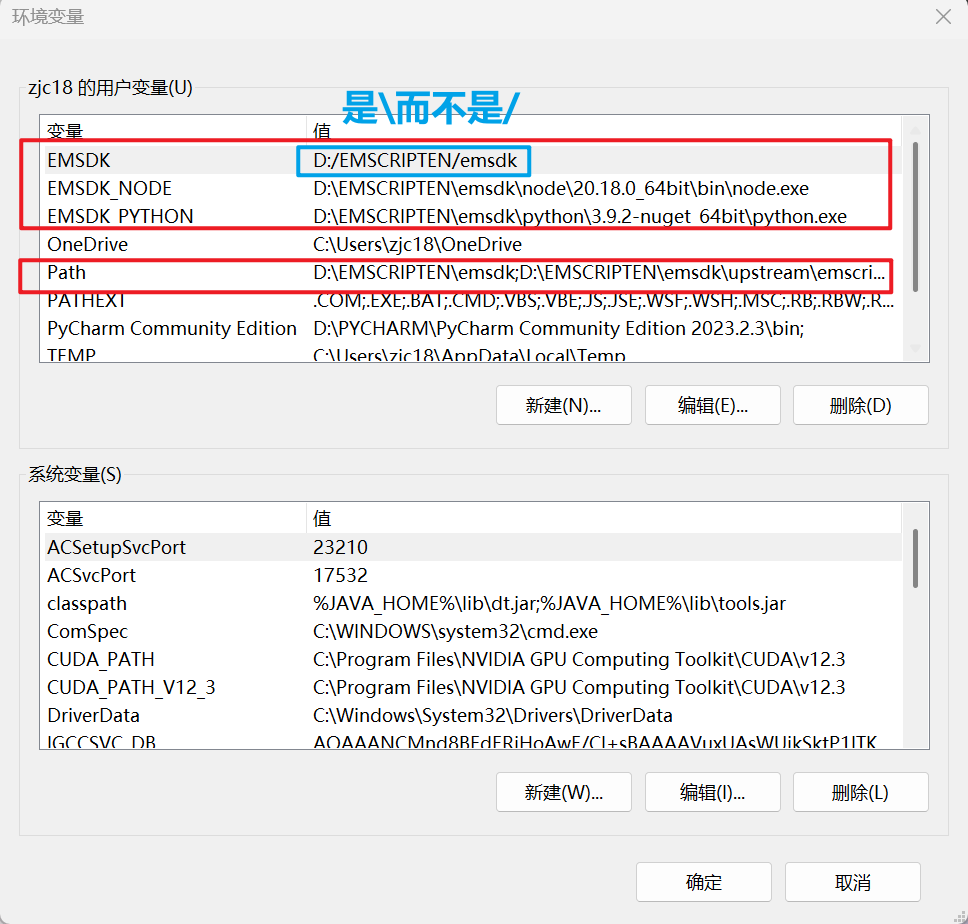 环境变量
zjc18 的用户变量(U)
是\而不是/
变量 值
EMSDK D:/EMSCRIPTEN/emsdk
EMSDK_NODE D:\EMSCRIPTEN\emsdk\node\20.18.0_64bit\bin\node.exe
EMSDK_PYTHON D:\EMSCRIPTEN\emsdk\python\3.9.2-nuget_64bit\python.exe
OneDrive C:\Users\zjc18\OneDrive
Path D:\EMSCRIPTEN\emsdk;D:\EMSCRIPTEN\emsdk\upstream\emscri...
PATHEXT .COM;.EXE;.BAT;.CMD;.VBS;.VBE;.JS;.JSE;.WSF;.WSH;.MSC;.RB;.RBW;.R...
PyCharm Community Edition D:\PYCHARM\PyCharm Community Edition 2023.2.3\bin;
TEMP C:\Users\zjc18\AppData\Local\Temp
新建(N)... 编辑(E)... 删除(D)
系统变量(S)
变量 值
ACSetupSvcPort 23210
ACSvcPort 17532
classpath %JAVA_HOME%\lib\dt.jar;%JAVA_HOME%\lib\tools.jar
ComSpec C:\WINDOWS\system32\cmd.exe
CUDA_PATH C:\Program Files\NVIDIA GPU Computing Toolkit\CUDA\v12.3
CUDA_PATH_V12_3 C:\Program Files\NVIDIA GPU Computing Toolkit\CUDA\v12.3
DriverData C:\Windows\System32\Drivers\DriverData
IGCCSVC_DB
新建(W)... 编辑(I)... 删除(L)
确定 取消